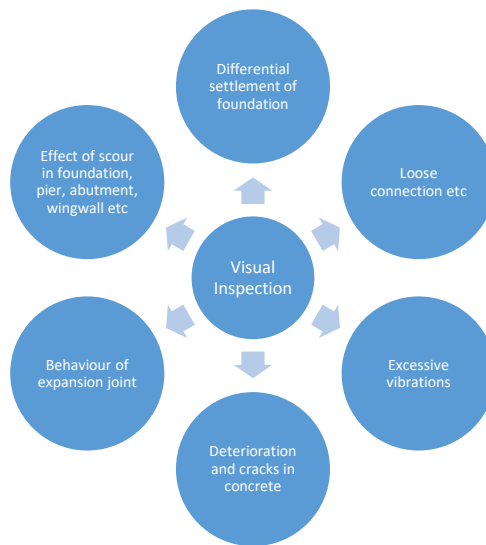 Differential
settlement of
foundation
Effect of scour
in foundation,
pier, abutment,
wingwall etc
Loose
connection etc
Visual
Inspection
Behaviour of
expansion joint
Excessive
vibrations
Deterioration
and cracks in
concrete